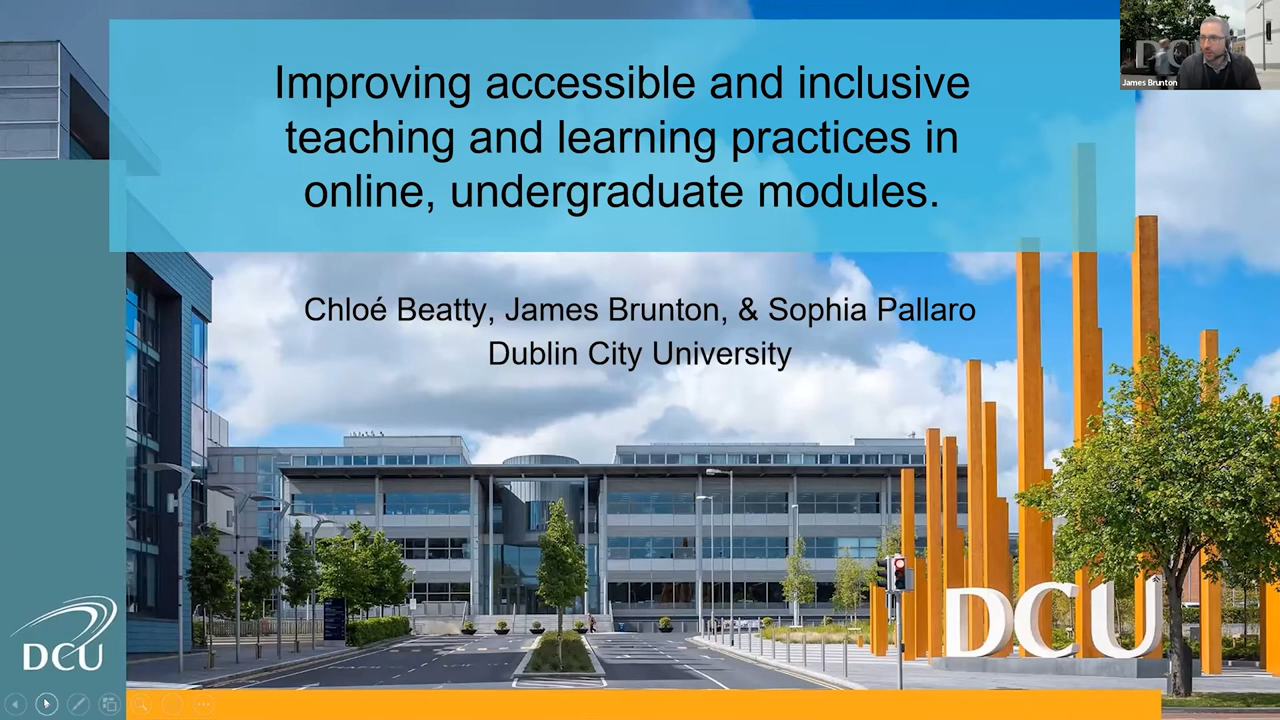 Improving accessible and inclusive
teaching and learning practices in
online, undergraduate modules.
Chloé Beatty, James Brunton, & Sophia Pallaro
Dublin City University
DCU
James Brunton
DCU
DCU